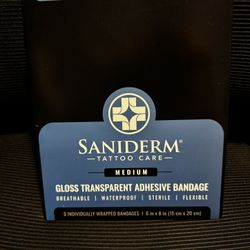 SANIDERM®
TATTOO CARE
MEDIUM
GLOSS TRANSPARENT ADHESIVE BANDAGE
BREATHABLE | WATERPROOF | STERILE | FLEXIBLE
3 INDIVIDUALLY WRAPPED BANDAGES | 6 in x 8 in (15 cm x 20 cm)